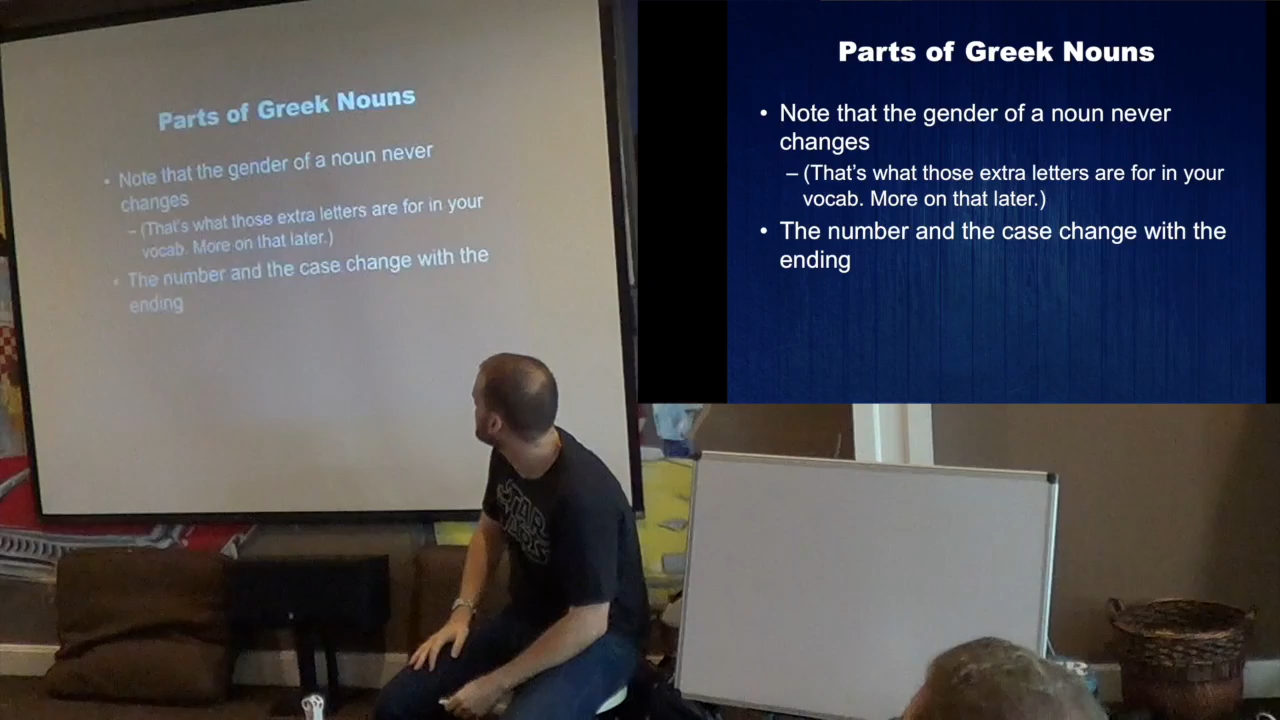 Parts of Greek Nouns
• Note that the gender of a noun never
changes
– (That's what those extra letters are for in your
vocab. More on that later.)
• The number and the case change with the
ending
STAR
WARS
Parts of Greek Nouns
• Note that the gender of a noun never
changes
– (That’s what those extra letters are for in your
vocab. More on that later.)
• The number and the case change with the
ending